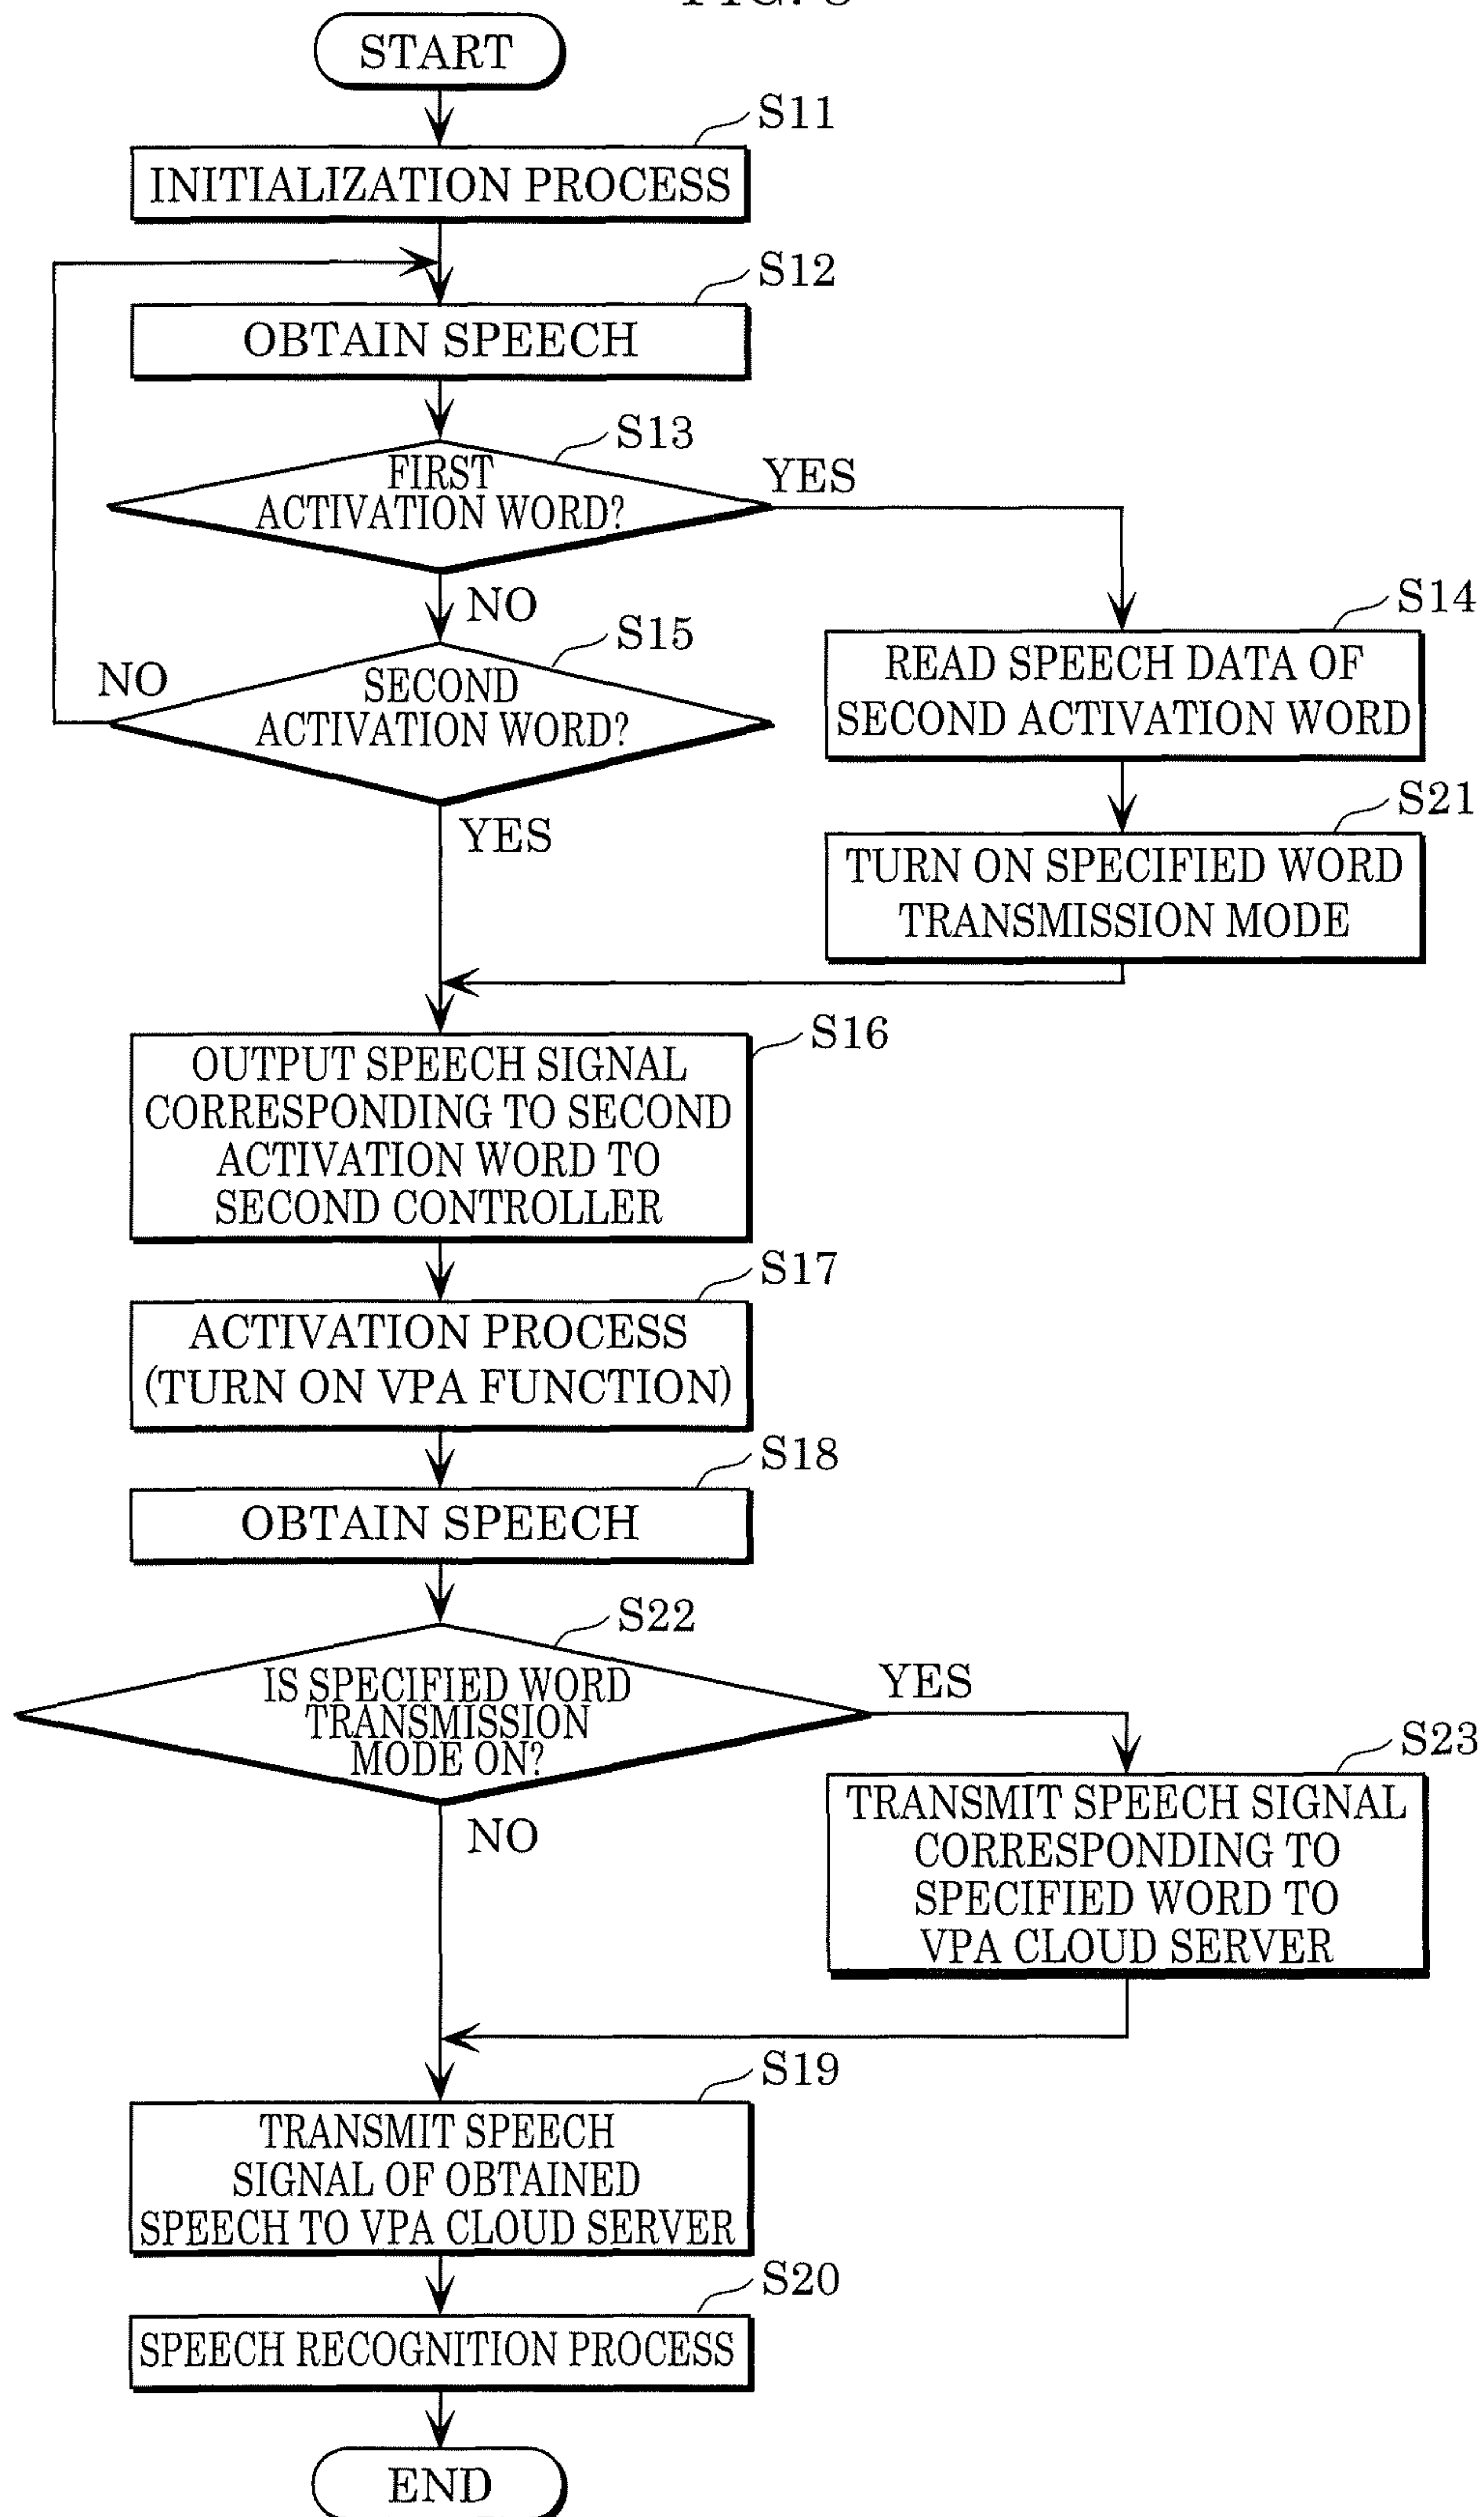 START
S11
INITIALIZATION PROCESS
S12
OBTAIN SPEECH
S13
FIRST
ACTIVATION WORD?
YES
NO
S14
READ SPEECH DATA OF
SECOND ACTIVATION WORD
S15
SECOND
ACTIVATION WORD?
NO
YES
S21
TURN ON SPECIFIED WORD
TRANSMISSION MODE
S16
OUTPUT SPEECH SIGNAL
CORRESPONDING TO SECOND
ACTIVATION WORD TO
SECOND CONTROLLER
S17
ACTIVATION PROCESS
(TURN ON VPA FUNCTION)
S18
OBTAIN SPEECH
S22
IS SPECIFIED WORD
TRANSMISSION
MODE ON?
YES
NO
S23
TRANSMIT SPEECH SIGNAL
CORRESPONDING TO
SPECIFIED WORD TO
VPA CLOUD SERVER
S19
TRANSMIT SPEECH
SIGNAL OF OBTAINED
SPEECH TO VPA CLOUD SERVER
S20
SPEECH RECOGNITION PROCESS
END